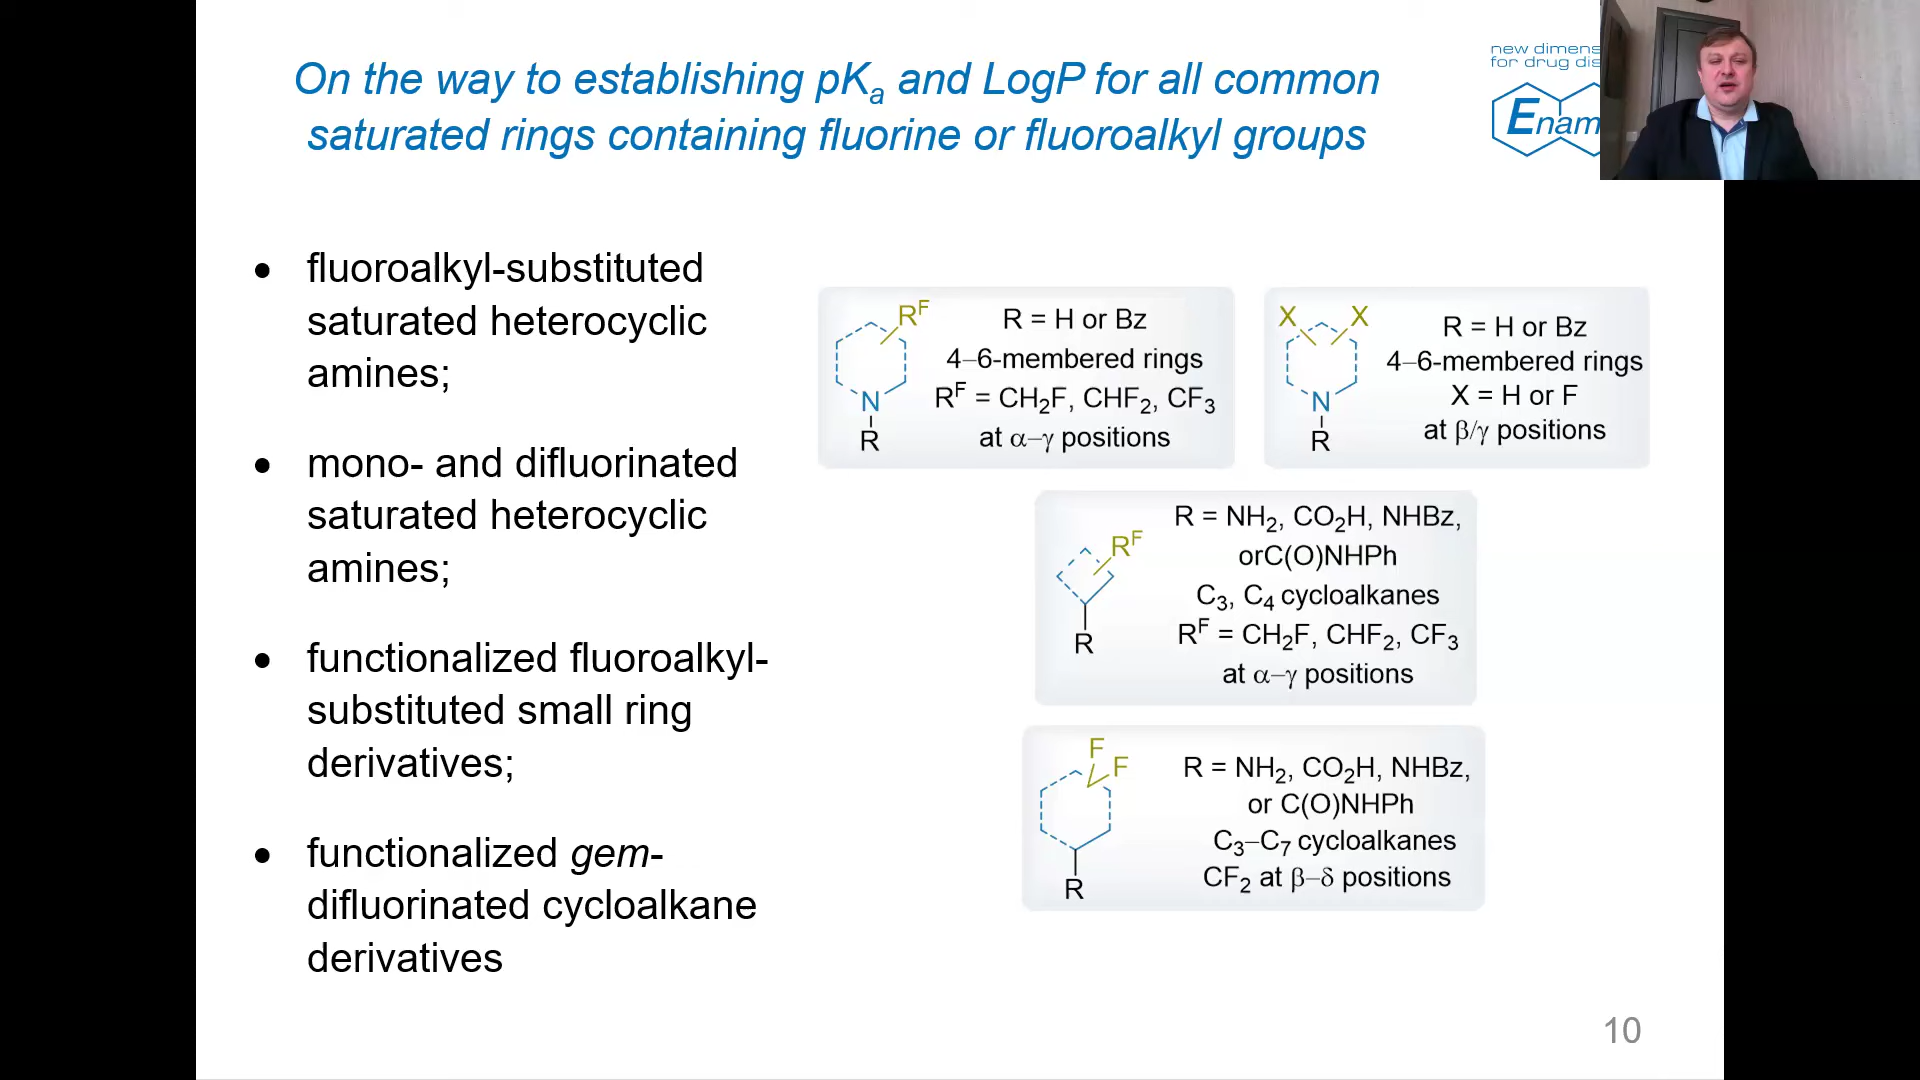 On the way to establishing pKa and LogP for all common
saturated rings containing fluorine or fluoroalkyl groups
new dimens
for drug dis
Enam
• fluoroalkyl-substituted
saturated heterocyclic
amines;
• mono- and difluorinated
saturated heterocyclic
amines;
• functionalized fluoroalkyl-
substituted small ring
derivatives;
• functionalized gem-
difluorinated cycloalkane
derivatives
R^F
N
R
R = H or Bz
4–6-membered rings
R^F = CH₂F, CHF₂, CF₃
at α–γ positions
X X
N
R
R = H or Bz
4–6-membered rings
X = H or F
at β/γ positions
R^F
R
R = NH₂, CO₂H, NHBz,
orC(O)NHPh
C₃, C₄ cycloalkanes
R^F = CH₂F, CHF₂, CF₃
at α–γ positions
F
F
R
R = NH₂, CO₂H, NHBz,
or C(O)NHPh
C₃–C₇ cycloalkanes
CF₂ at β–δ positions
10